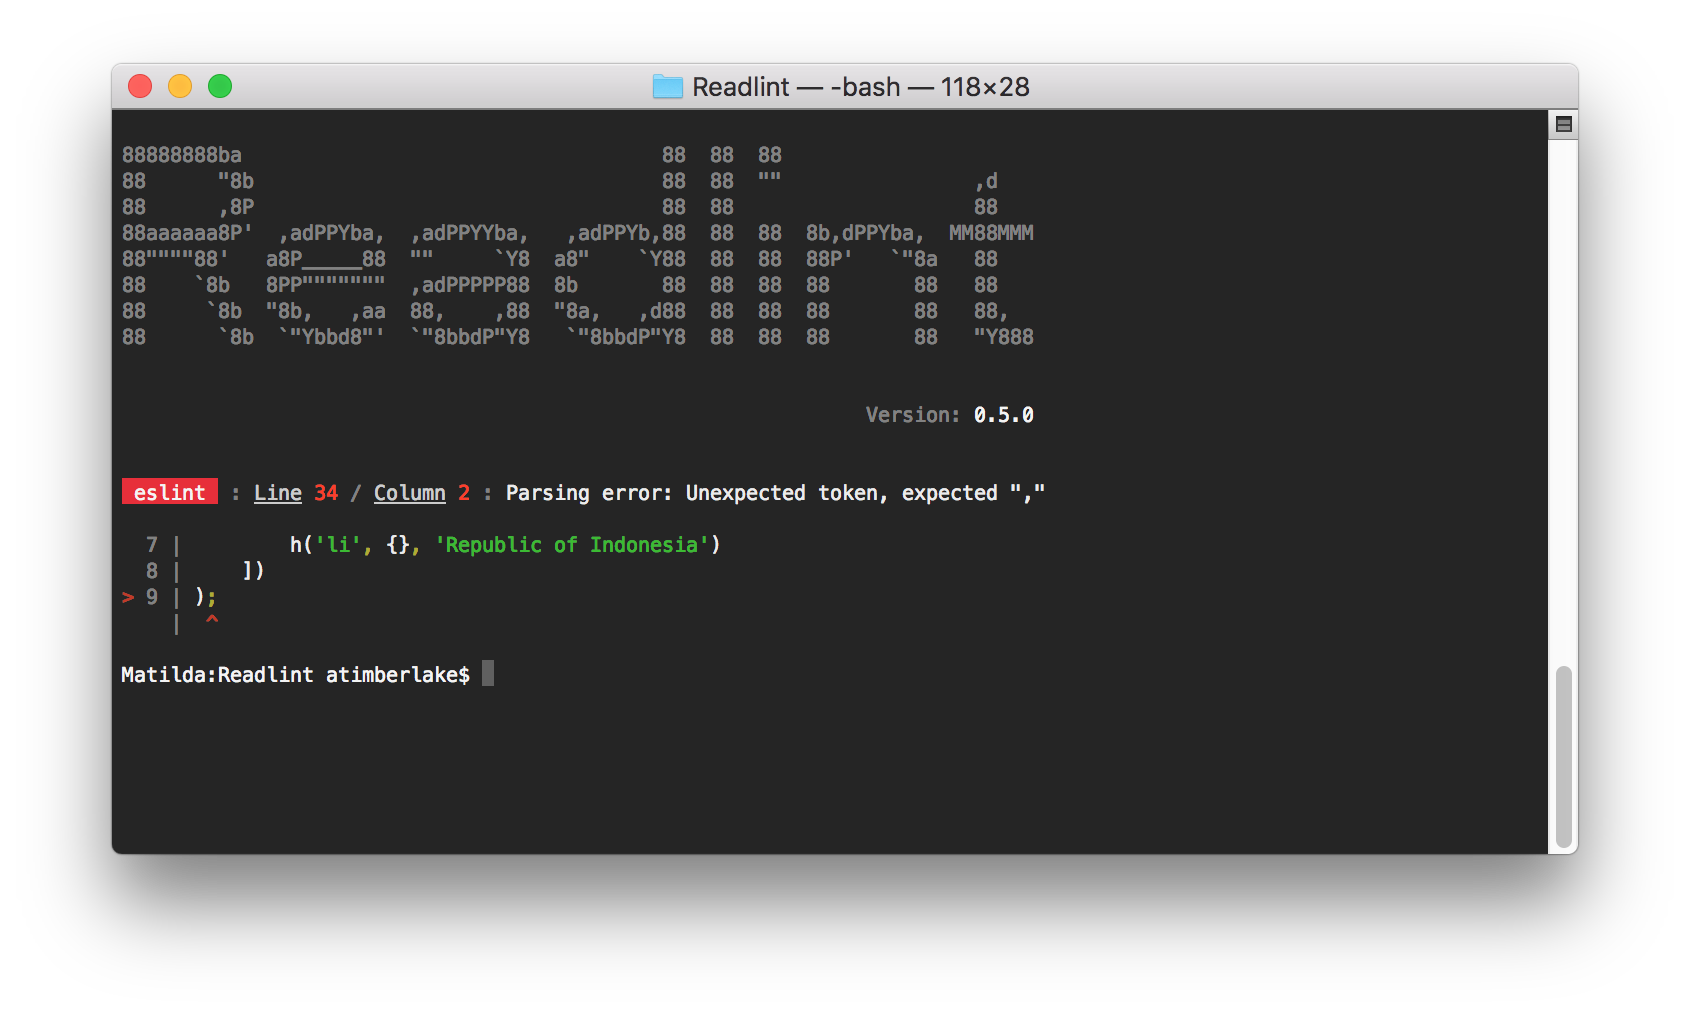 Readlint — -bash — 118×28
88888888ba                                   88  88  88
88      "8b                                  88  88  ""                ,d
88      ,8P                                  88  88                    88
88aaaaaa8P'  ,adPPYba,  ,adPPYYba,   ,adPPYb,88  88  88  8b,dPPYba,  MM88MMM
88""""88'   a8P_____88  ""     `Y8  a8"    `Y88  88  88  88P'   `"8a   88
88    `8b   8PP"""""""  ,adPPPPP88  8b       88  88  88  88       88   88
88     `8b  "8b,   ,aa  88,    ,88  "8a,   ,d88  88  88  88       88   88,
88      `8b  `"Ybbd8"'  `"8bbdP"Y8   `"8bbdP"Y8  88  88  88       88   "Y888
Version: 0.5.0
eslint : Line 34 / Column 2 : Parsing error: Unexpected token, expected ","
7 |         h('li', {}, 'Republic of Indonesia')
8 |     ])
> 9 | );
|  ^
Matilda:Readlint atimberlake$